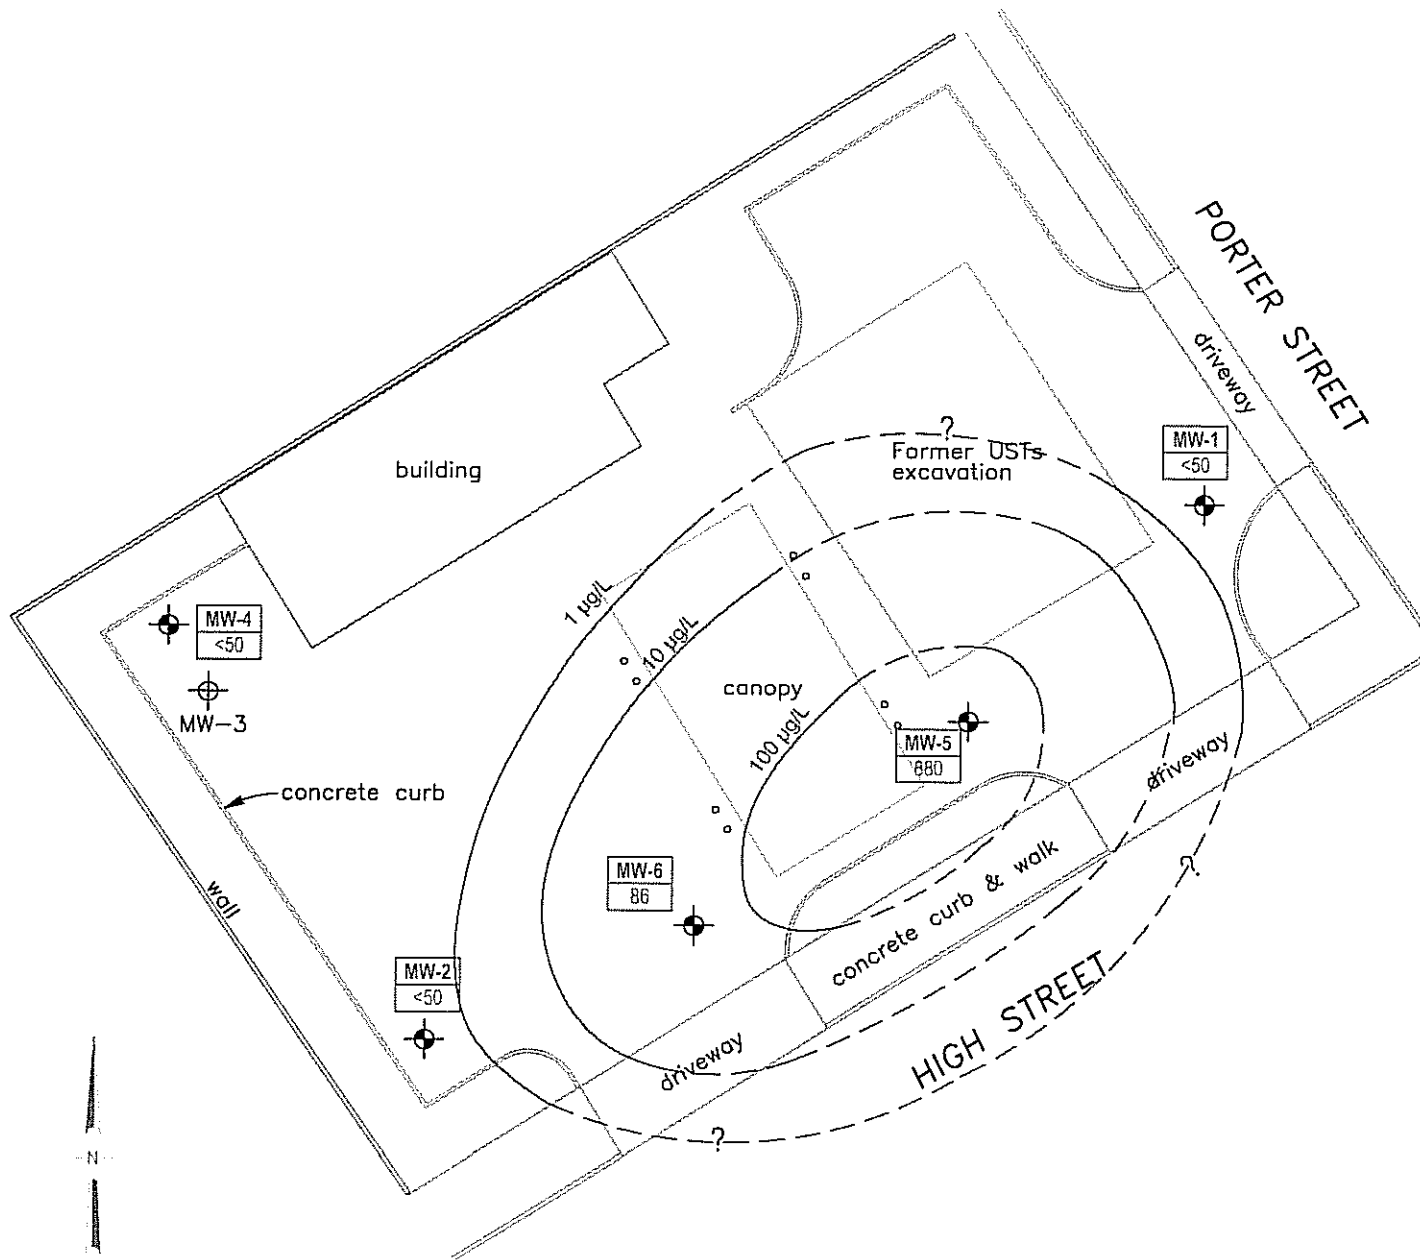 PORTER STREET
driveway
MW-1
<50
?
Former USTs
excavation
building
1 µg/L
10 µg/L
MW-4
<50
MW-3
canopy
100 µg/L
MW-5
880
driveway
concrete curb
wall
MW-6
86
?
concrete curb & walk
MW-2
<50
HIGH STREET
driveway
?
N